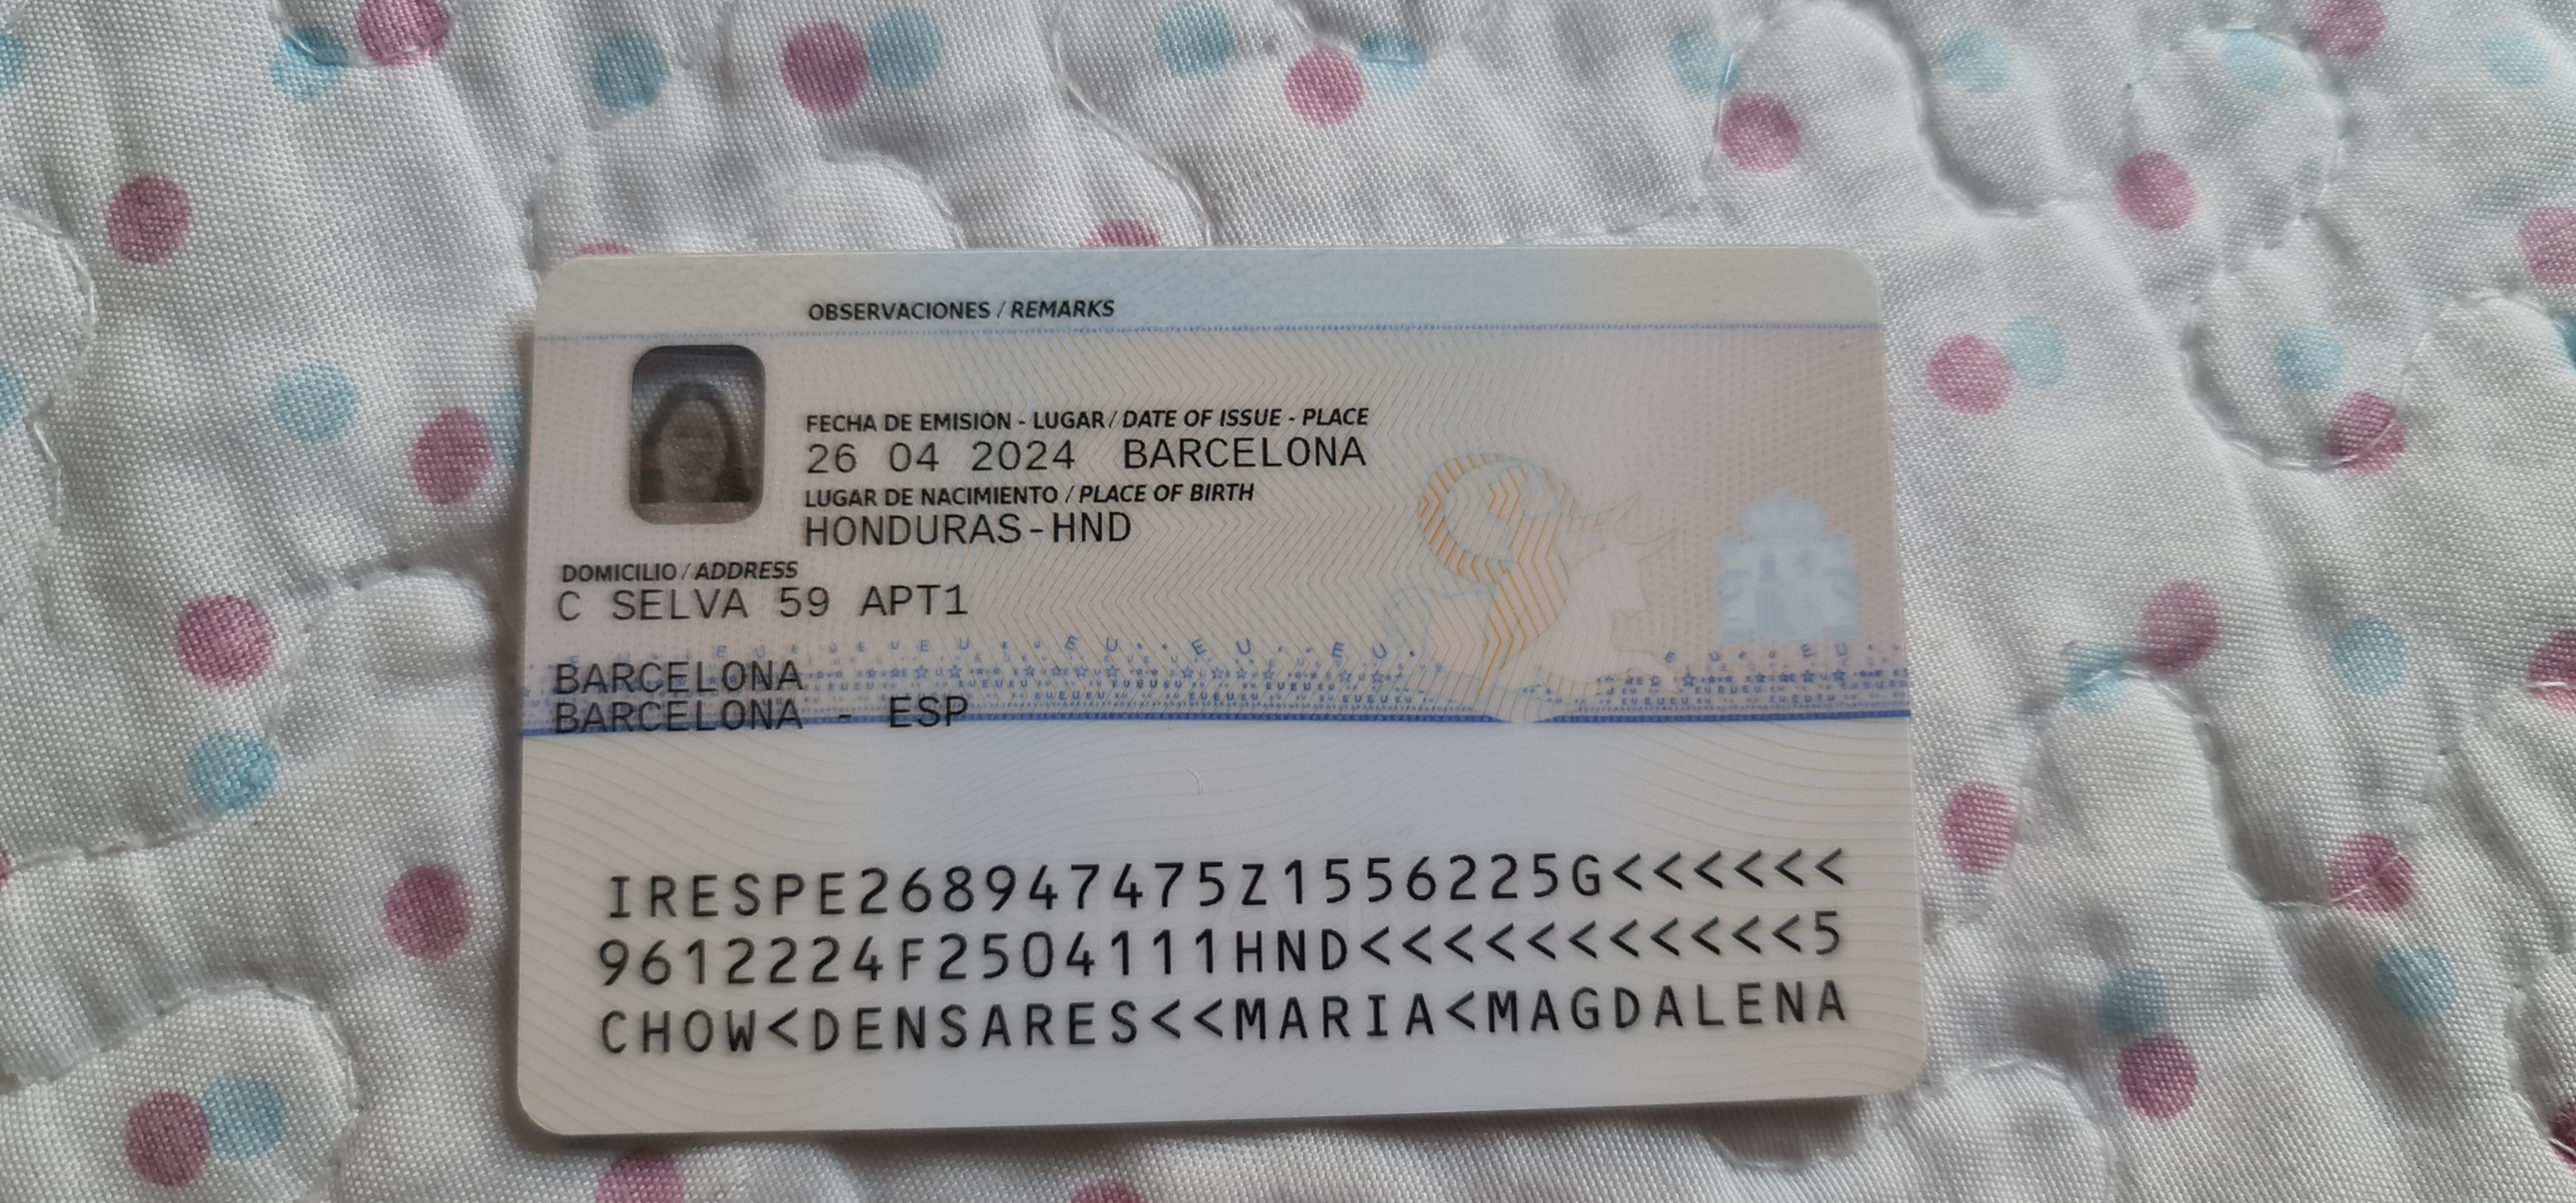 OBSERVACIONES / REMARKS
FECHA DE EMISIÓN - LUGAR / DATE OF ISSUE - PLACE
26 04 2024 BARCELONA
LUGAR DE NACIMIENTO / PLACE OF BIRTH
HONDURAS-HND
DOMICILIO / ADDRESS
C SELVA 59 APT1
BARCELONA
BARCELONA - ESP
IRESPE268947475Z1556225G<<<<<<
9612224F2504111HND<<<<<<<<<<<5
CHOW<DENSARES<<MARIA<MAGDALENA